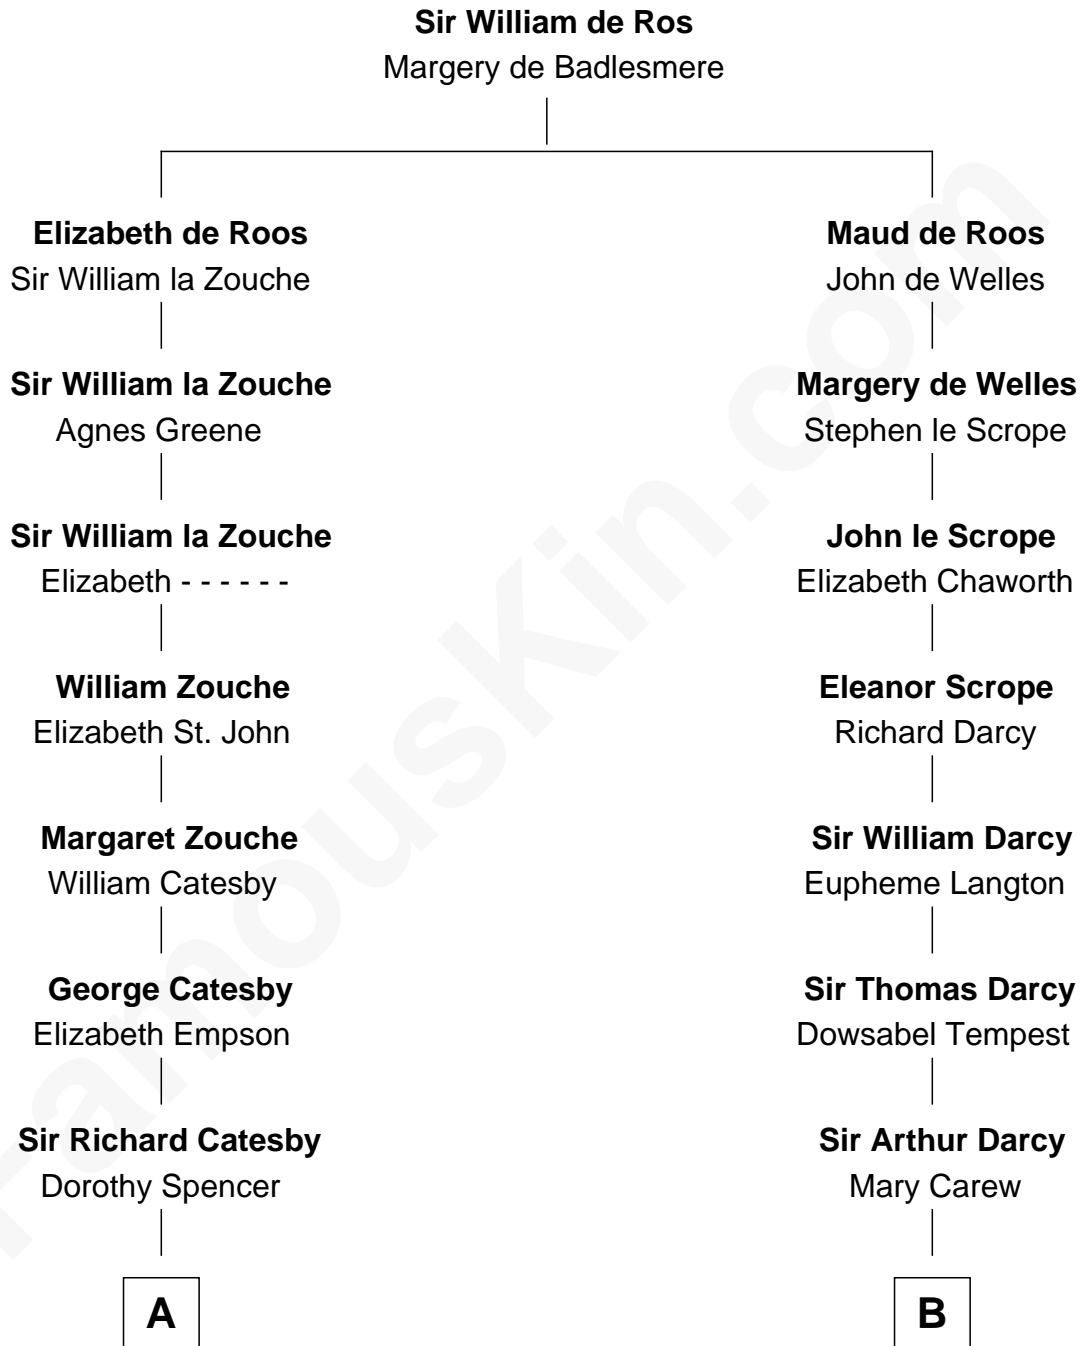 Sir William de Ros
Margery de Badlesmere
Elizabeth de Roos
Sir William la Zouche
Maud de Roos
John de Welles
Sir William la Zouche
Agnes Greene
Margery de Welles
Stephen le Scrope
Sir William la Zouche
Elizabeth - - - - - -
John le Scrope
Elizabeth Chaworth
William Zouche
Elizabeth St. John
Eleanor Scrope
Richard Darcy
Margaret Zouche
William Catesby
Sir William Darcy
Eupheme Langton
George Catesby
Elizabeth Empson
Sir Thomas Darcy
Dowsabel Tempest
Sir Richard Catesby
Dorothy Spencer
Sir Arthur Darcy
Mary Carew
A
B
FamousKin.com